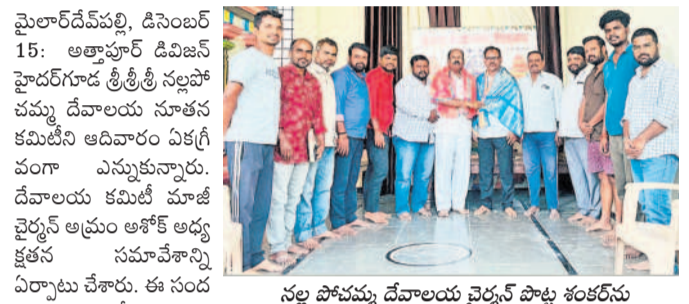 మైలార్‌దేవ్‌పల్లి, డిసెంబర్
15: అత్తాపూర్ డివిజన్
హైదర్‌గూడ శ్రీశ్రీశ్రీ నల్లపో
చమ్మ దేవాలయ నూతన
కమిటీని ఆదివారం ఏకగ్రీ
వంగా ఎన్నుకున్నారు.
దేవాలయ కమిటీ మాజీ
చైర్మన్ అమ్రం అశోక్ అధ్య
క్షతన సమావేశాన్ని
ఏర్పాటు చేశారు. ఈ సంద
నల్ల పోచమ్మ దేవాలయ చైర్మన్ పొట్ల శంకర్‌ను